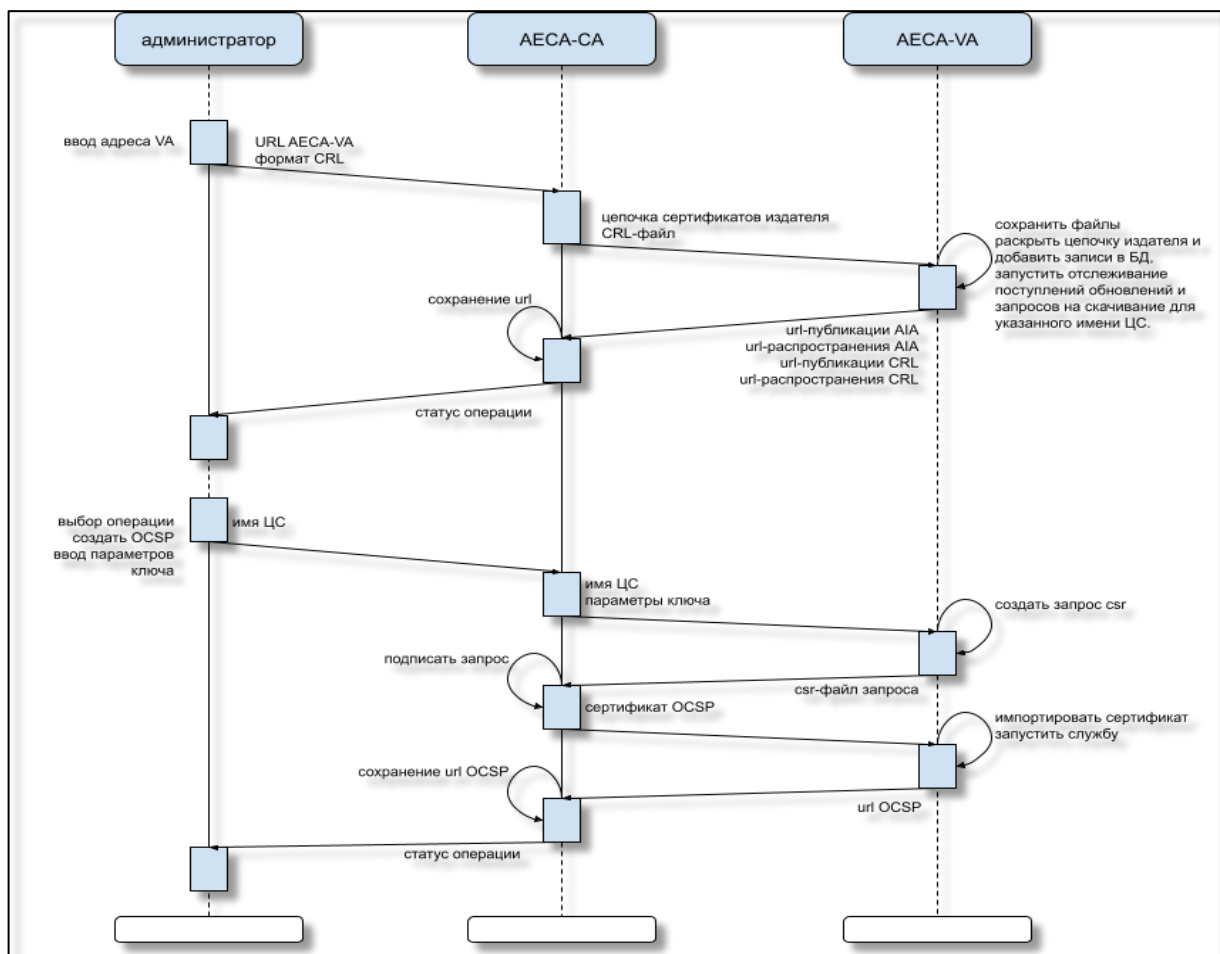 администратор
AECA-CA
AECA-VA
ввод адреса VA
URL AECA-VA
формат CRL
цепочка сертификатов издателя
CRL-файл
сохранить файлы
раскрыть цепочку издателя и
добавить записи в БД,
запустить отслеживание
поступлений обновлений и
запросов на скачивание для
указанного имени ЦС.
сохранение url
url-публикации AIA
url-распространения AIA
url-публикации CRL
url-распространения CRL
статус операции
выбор операции
создать OCSP
ввод параметров
ключа
имя ЦС
имя ЦС
параметры ключа
создать запрос csr
подписать запрос
csr-файл запроса
сертификат OCSP
импортировать сертификат
запустить службу
сохранение url OCSP
url OCSP
статус операции